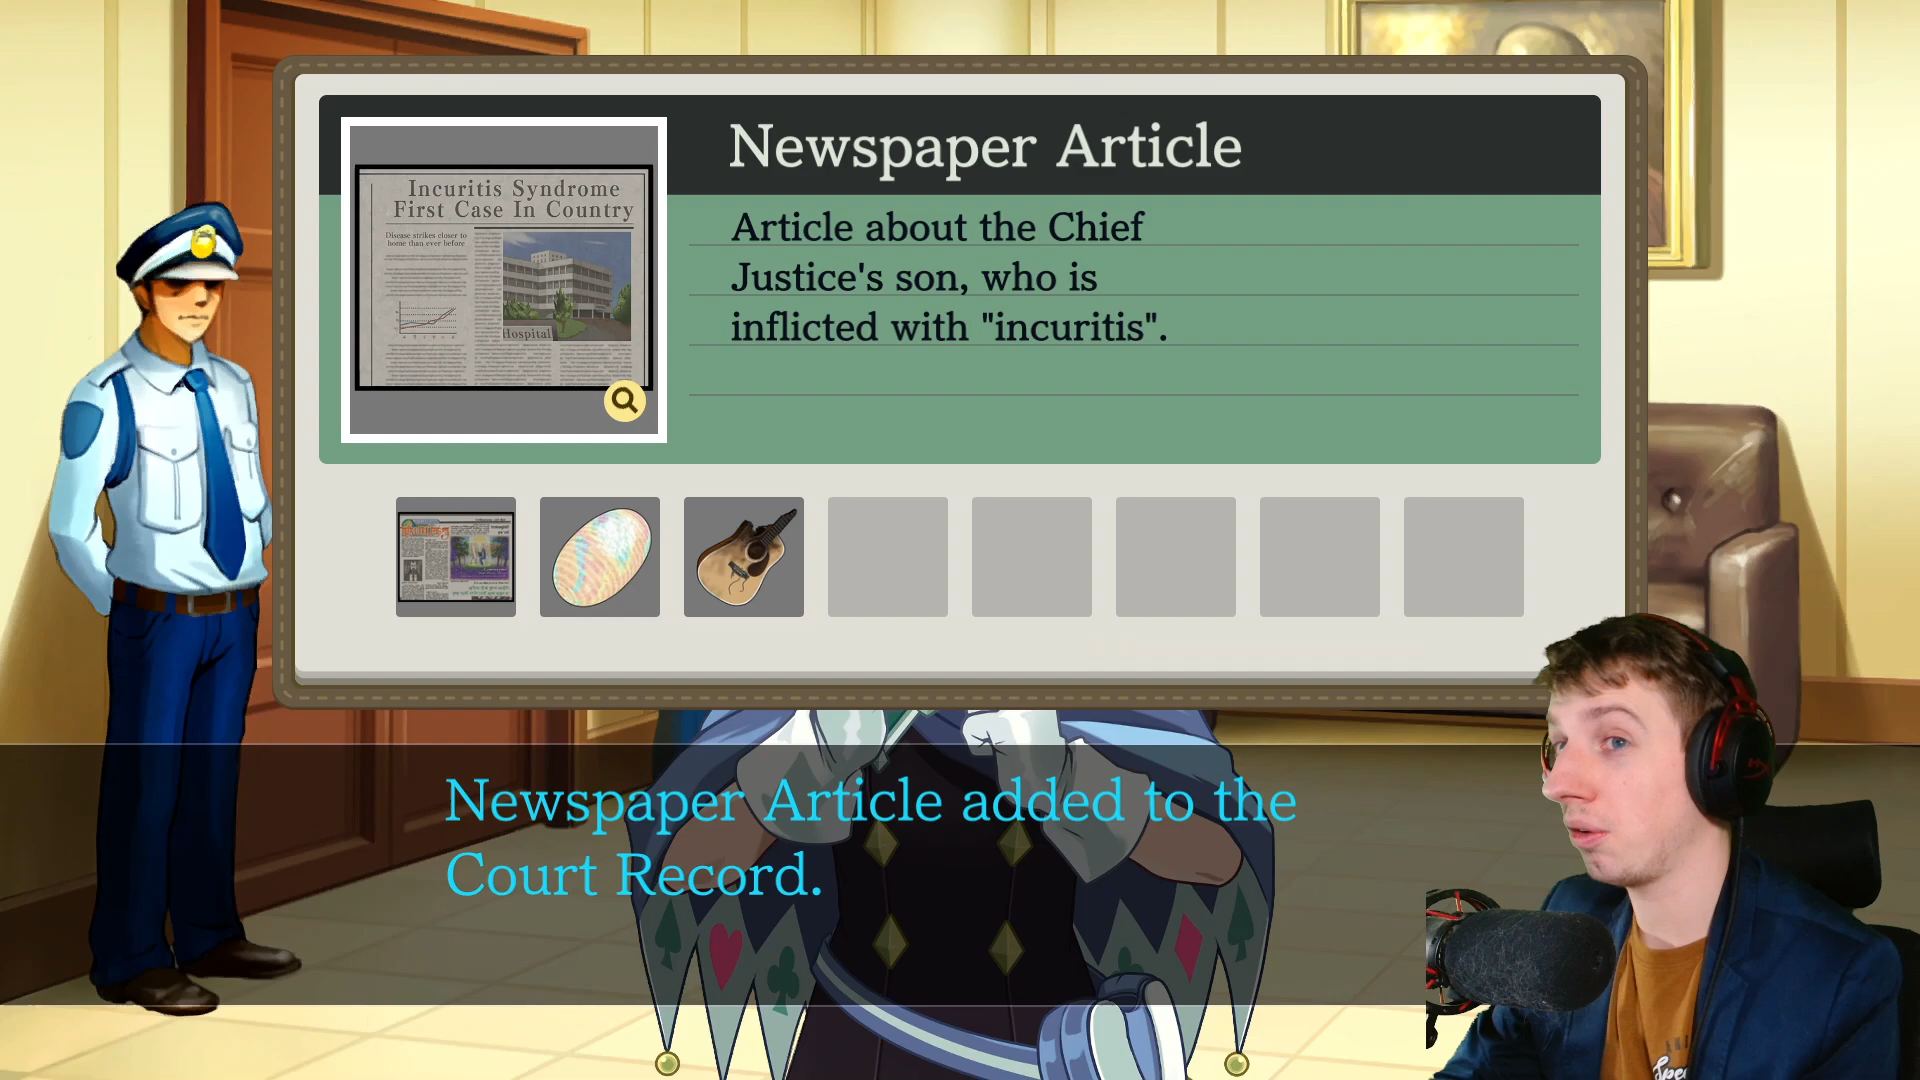 Newspaper Article
Incuritis Syndrome
First Case In Country
Disease strikes closer to
home than ever before
Hospital
Article about the Chief
Justice's son, who is
inflicted with "incuritis".
Newspaper Article added to the
Court Record.